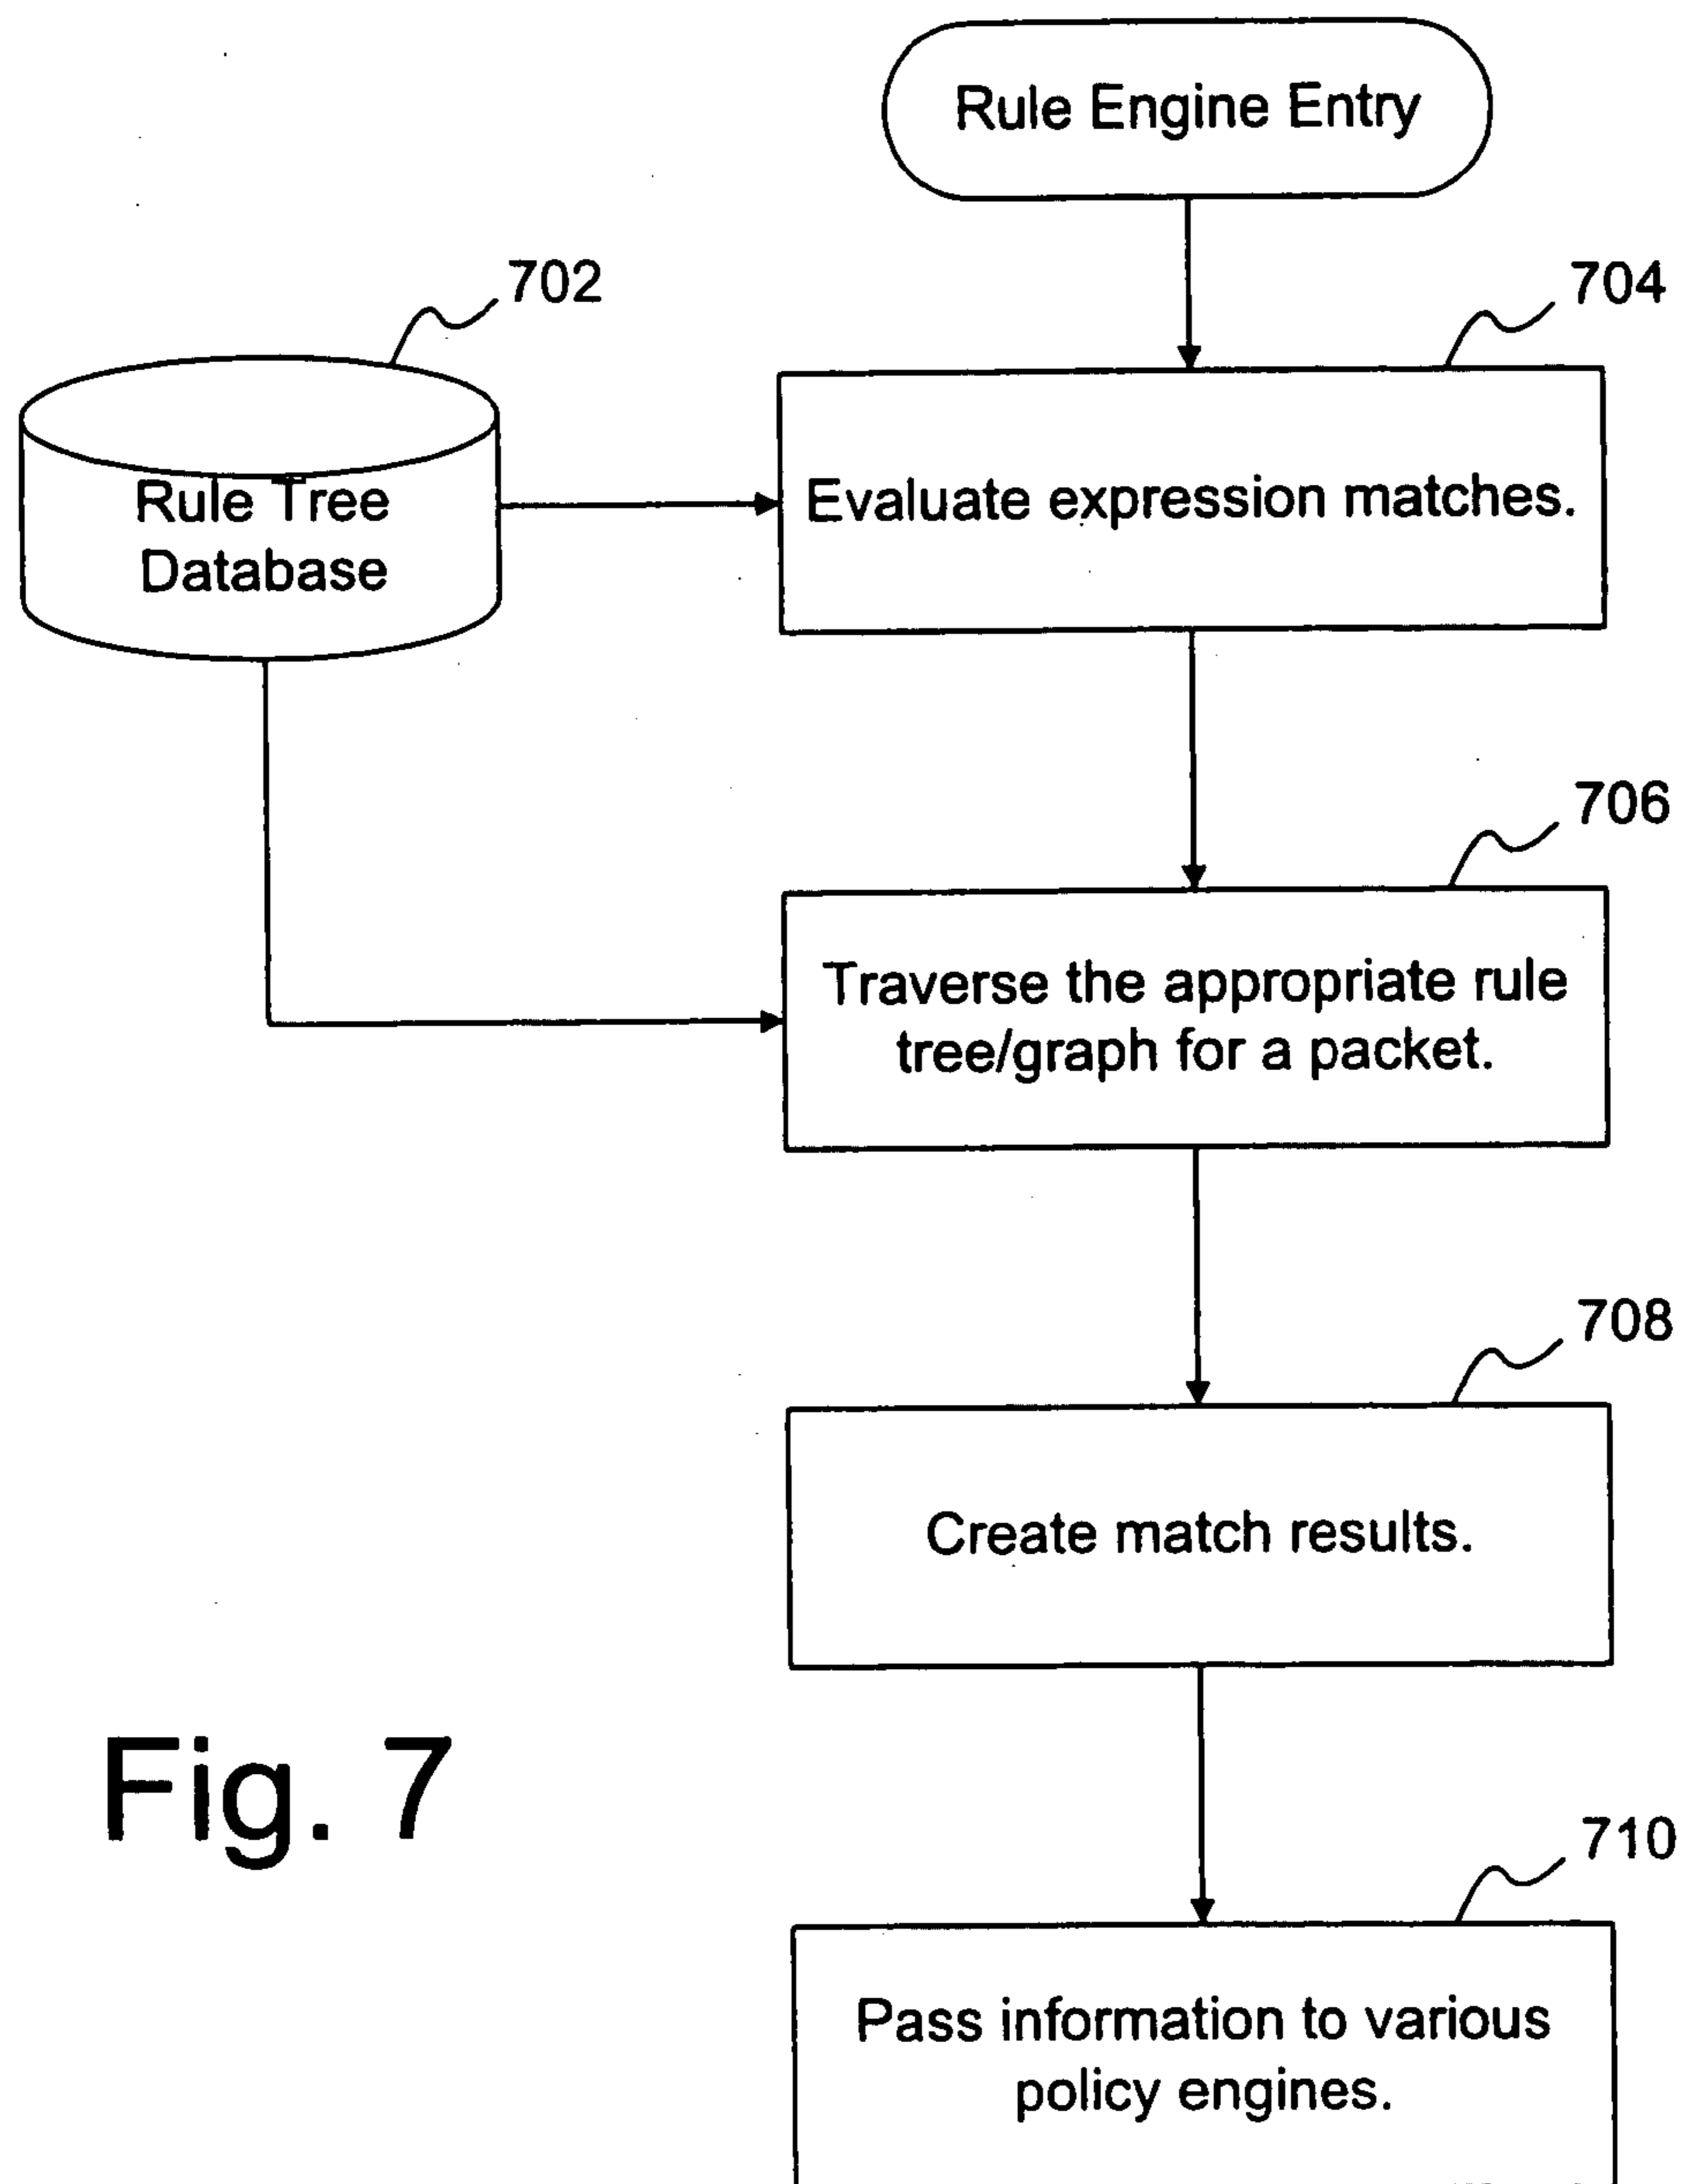 Rule Engine Entry
702
704
Rule Tree
Database
Evaluate expression matches.
706
Traverse the appropriate rule
tree/graph for a packet.
708
Create match results.
Fig. 7
710
Pass information to various
policy engines.